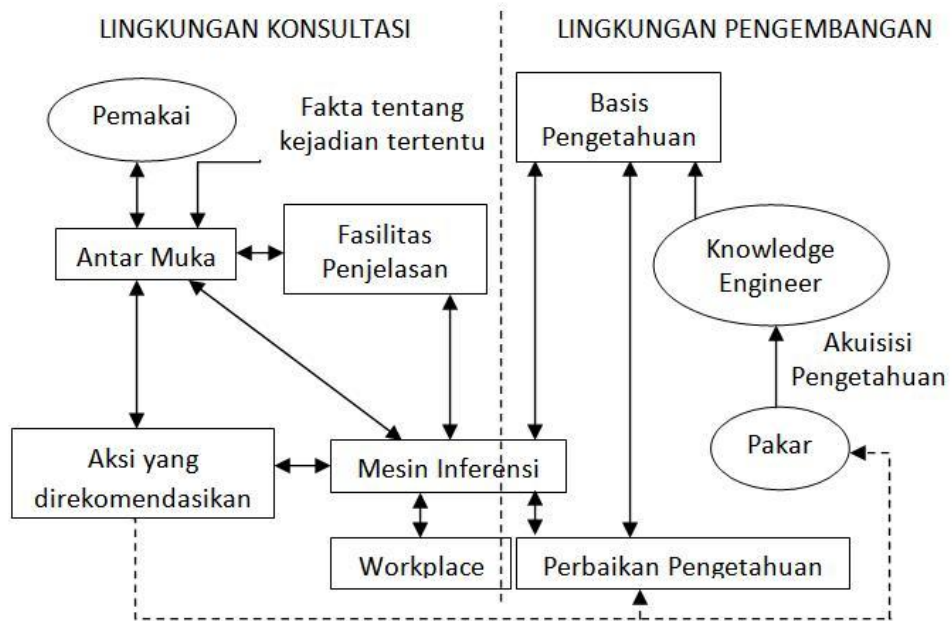 LINGKUNGAN KONSULTASI
LINGKUNGAN PENGEMBANGAN
Pemakai
Fakta tentang
kejadian tertentu
Basis
Pengetahuan
Antar Muka
Fasilitas
Penjelasan
Knowledge
Engineer
Akuisisi
Pengetahuan
Aksi yang
direkomendasikan
Mesin Inferensi
Pakar
Workplace
Perbaikan Pengetahuan